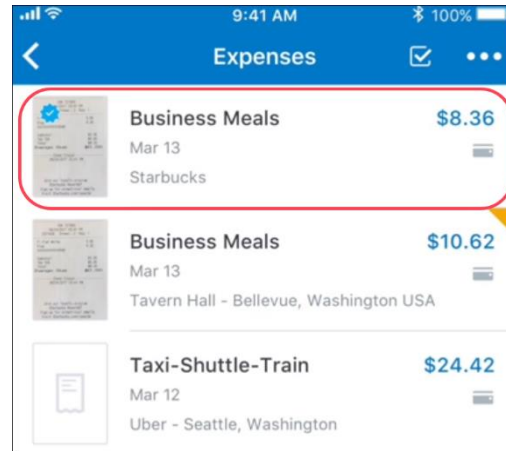 9:41 AM
100%
Expenses
Business Meals
$8.36
Mar 13
Starbucks
Business Meals
$10.62
Mar 13
Tavern Hall - Bellevue, Washington USA
Taxi-Shuttle-Train
$24.42
Mar 12
Uber - Seattle, Washington